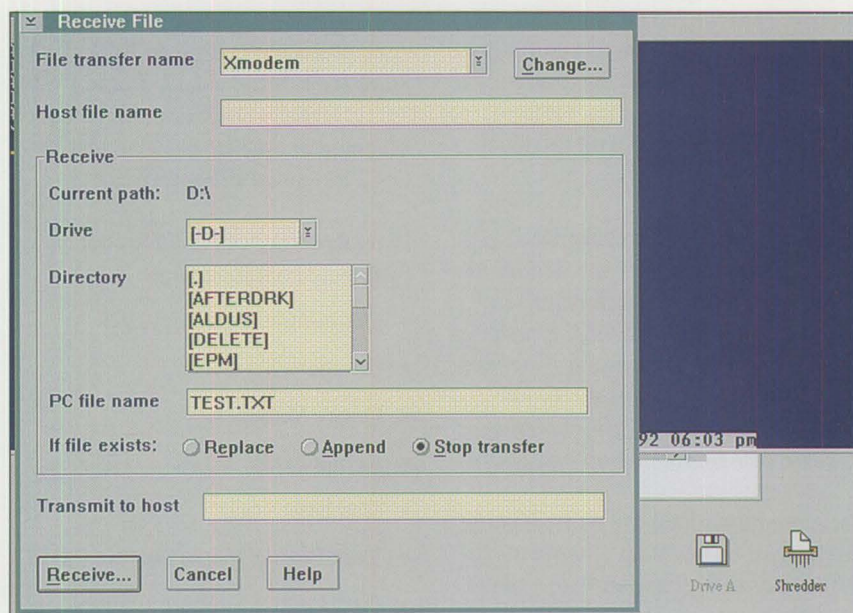 Receive File
File transfer name Xmodem Change...
Host file name
Receive
Current path: D:\
Drive [-D-]
Directory [.]
[AFTERDRK]
[ALDUS]
[DELETE]
[EPM]
PC file name TEST.TXT
If file exists: Replace Append Stop transfer
92 06:03 pm
Transmit to host
Receive... Cancel Help
Drive A Shredder